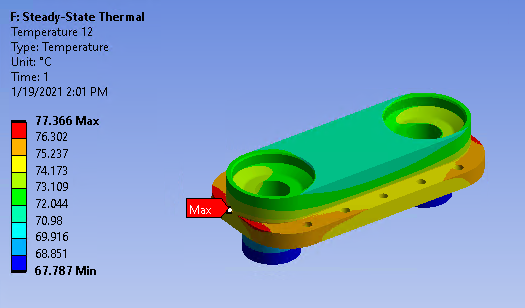 F: Steady-State Thermal
Temperature 12
Type: Temperature
Unit: °C
Time: 1
1/19/2021 2:01 PM
77.366 Max
76.302
75.237
74.173
73.109
72.044
70.98
69.916
68.851
67.787 Min
Max